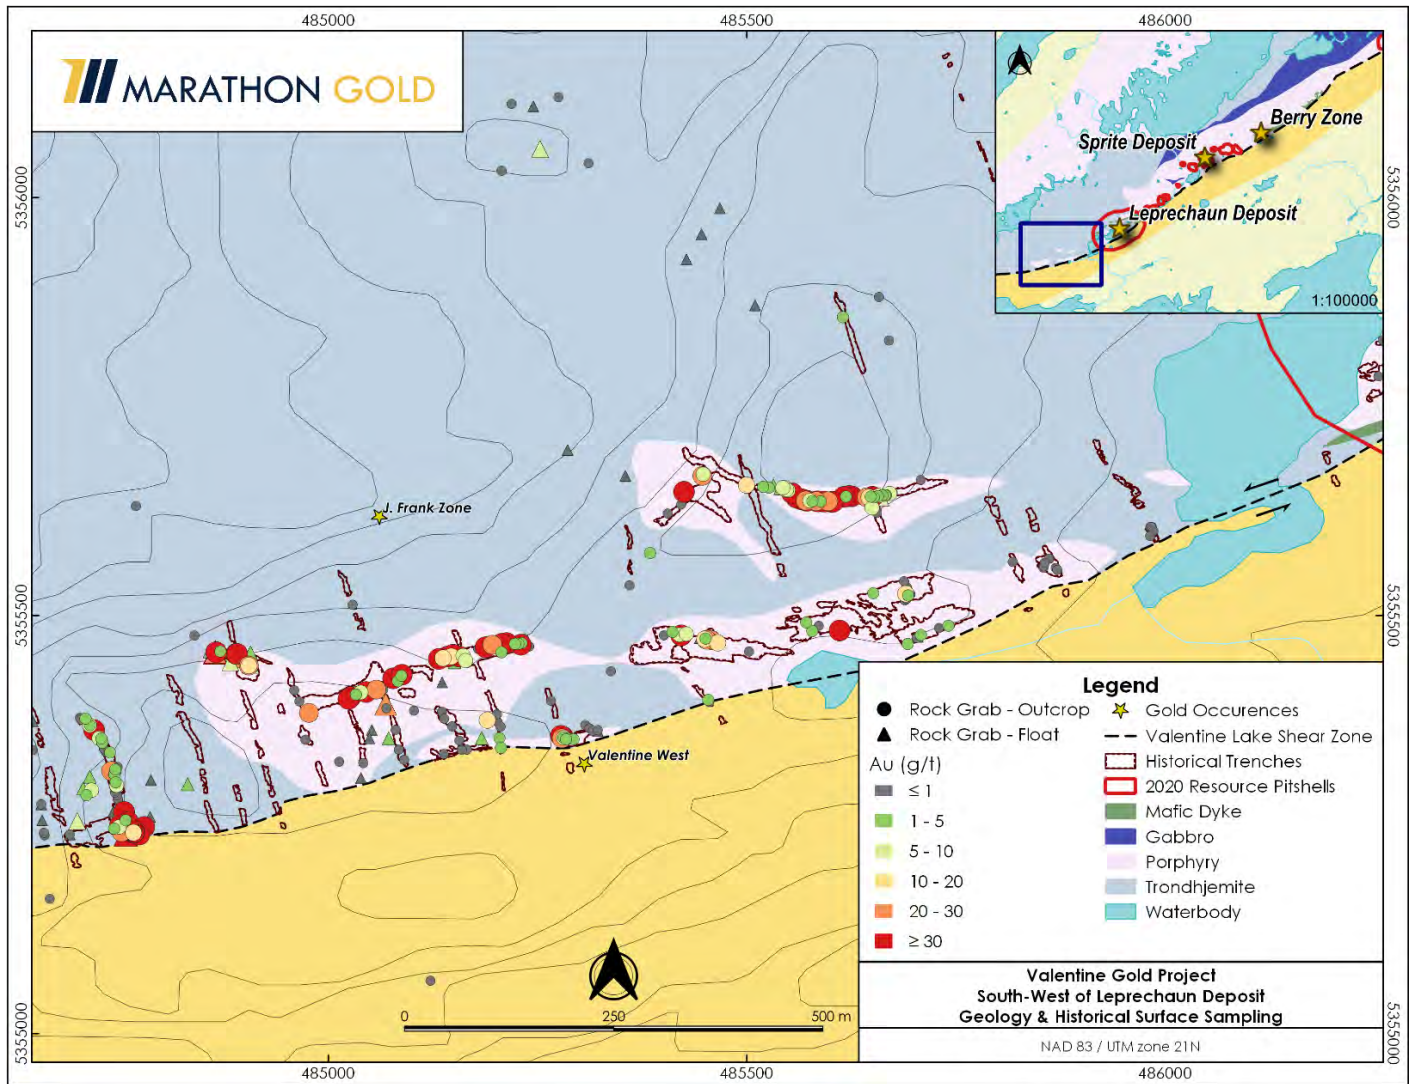 485000
485500
486000
MARATHON GOLD
Berry Zone
Sprite Deposit
Leprechaun Deposit
1:100000
5356000
5356000
J. Frank Zone
5355500
5355500
Valentine West
Legend
Rock Grab - Outcrop
Rock Grab - Float
Au (g/t)
≤ 1
1 - 5
5 - 10
10 - 20
20 - 30
≥ 30
Gold Occurences
Valentine Lake Shear Zone
Historical Trenches
2020 Resource Pitshells
Mafic Dyke
Gabbro
Porphyry
Trondhjemite
Waterbody
0 250 500 m
Valentine Gold Project
South-West of Leprechaun Deposit
Geology & Historical Surface Sampling
NAD 83 / UTM zone 21N
5355000
5355000
485000
485500
486000